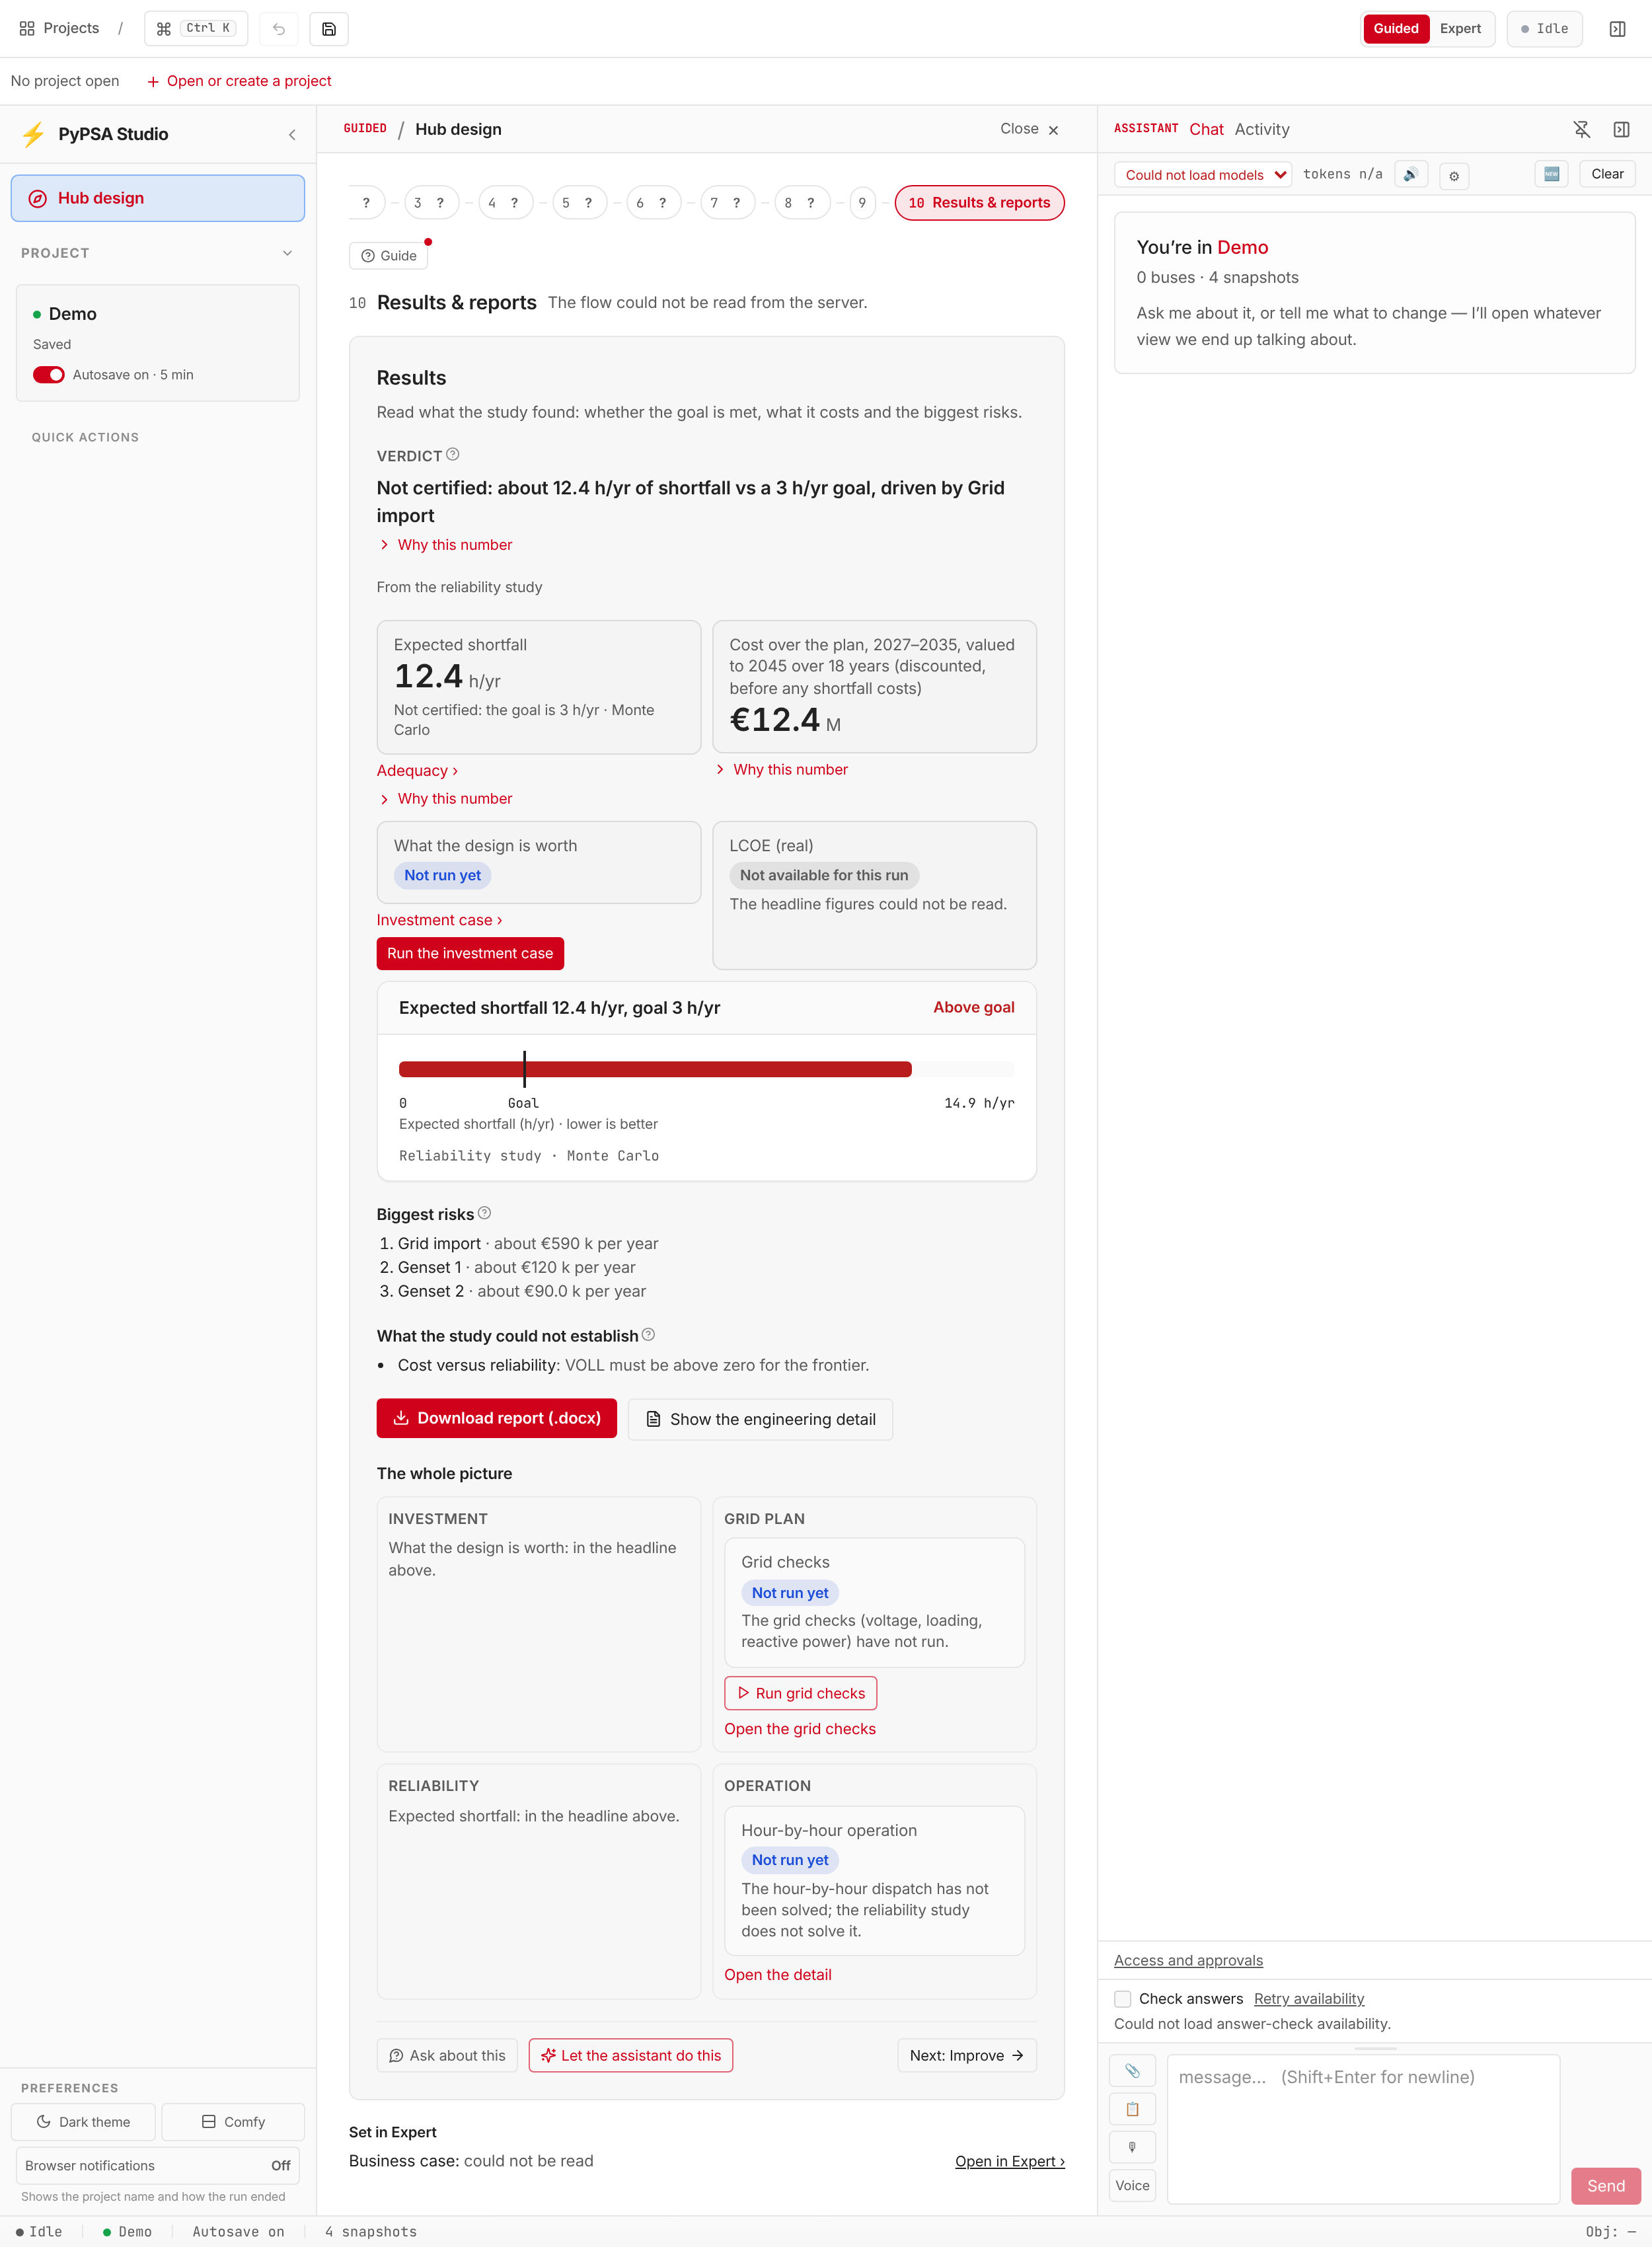 Projects / Ctrl K
Guided Expert Idle
No project open + Open or create a project
PyPSA Studio
Hub design
PROJECT
Demo
Saved
Autosave on · 5 min
QUICK ACTIONS
GUIDED / Hub design
Close ×
? 3 ? 4 ? 5 ? 6 ? 7 ? 8 ? 9 10 Results & reports
Guide
10 Results & reports The flow could not be read from the server.
Results
Read what the study found: whether the goal is met, what it costs and the biggest risks.
VERDICT ?
Not certified: about 12.4 h/yr of shortfall vs a 3 h/yr goal, driven by Grid
import
Why this number
From the reliability study
Expected shortfall
12.4 h/yr
Not certified: the goal is 3 h/yr · Monte
Carlo
Adequacy ›
Why this number
Cost over the plan, 2027–2035, valued
to 2045 over 18 years (discounted,
before any shortfall costs)
€12.4 M
Why this number
What the design is worth
Not run yet
Investment case ›
Run the investment case
LCOE (real)
Not available for this run
The headline figures could not be read.
Expected shortfall 12.4 h/yr, goal 3 h/yr
Above goal
0 Goal 14.9 h/yr
Expected shortfall (h/yr) · lower is better
Reliability study · Monte Carlo
Biggest risks ?
1. Grid import · about €590 k per year
2. Genset 1 · about €120 k per year
3. Genset 2 · about €90.0 k per year
What the study could not establish ?
• Cost versus reliability: VOLL must be above zero for the frontier.
Download report (.docx)
Show the engineering detail
The whole picture
INVESTMENT
What the design is worth: in the headline
above.
GRID PLAN
Grid checks
Not run yet
The grid checks (voltage, loading,
reactive power) have not run.
Run grid checks
Open the grid checks
RELIABILITY
Expected shortfall: in the headline above.
OPERATION
Hour-by-hour operation
Not run yet
The hour-by-hour dispatch has not
been solved; the reliability study
does not solve it.
Open the detail
Ask about this
Let the assistant do this
Next: Improve →
Set in Expert
Business case: could not be read
Open in Expert ›
ASSISTANT Chat Activity
Could not load models tokens n/a NEW Clear
You're in Demo
0 buses · 4 snapshots
Ask me about it, or tell me what to change — I'll open whatever
view we end up talking about.
Access and approvals
Check answers Retry availability
Could not load answer-check availability.
message... (Shift+Enter for newline)
Voice
Send
PREFERENCES
Dark theme
Comfy
Browser notifications Off
Shows the project name and how the run ended
Idle Demo Autosave on 4 snapshots
Obj: —